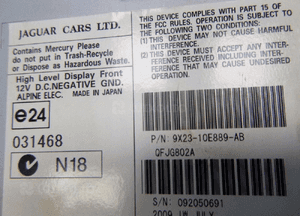 JAGUAR CARS LTD.
Contains Mercury Please
do not put in Trash-Recycle
or Dispose as Hazardous Waste.
High Level Display Front
12V D.C.NEGATIVE GND.
ALPINE ELEC. MADE IN JAPAN
e24
031468
N18
THIS DEVICE COMPLIES WITH PART 15 OF
THE FCC RULES. OPERATION IS SUBJECT TO
THE FOLLOWING TWO CONDITIONS:
(1) THIS DEVICE MAY NOT CAUSE HARMFUL
INTERFERENCE.
(2) THIS DEVICE MUST ACCEPT ANY INTER-
FERENCE RECEIVED INCLUDING INTER-
FERENCE THAT MAY CAUSE UNDESIRED
OPERATION.
P/N: 9X23-10E889-AB
QFJG802A
S/N: 092050691
2009 JULY